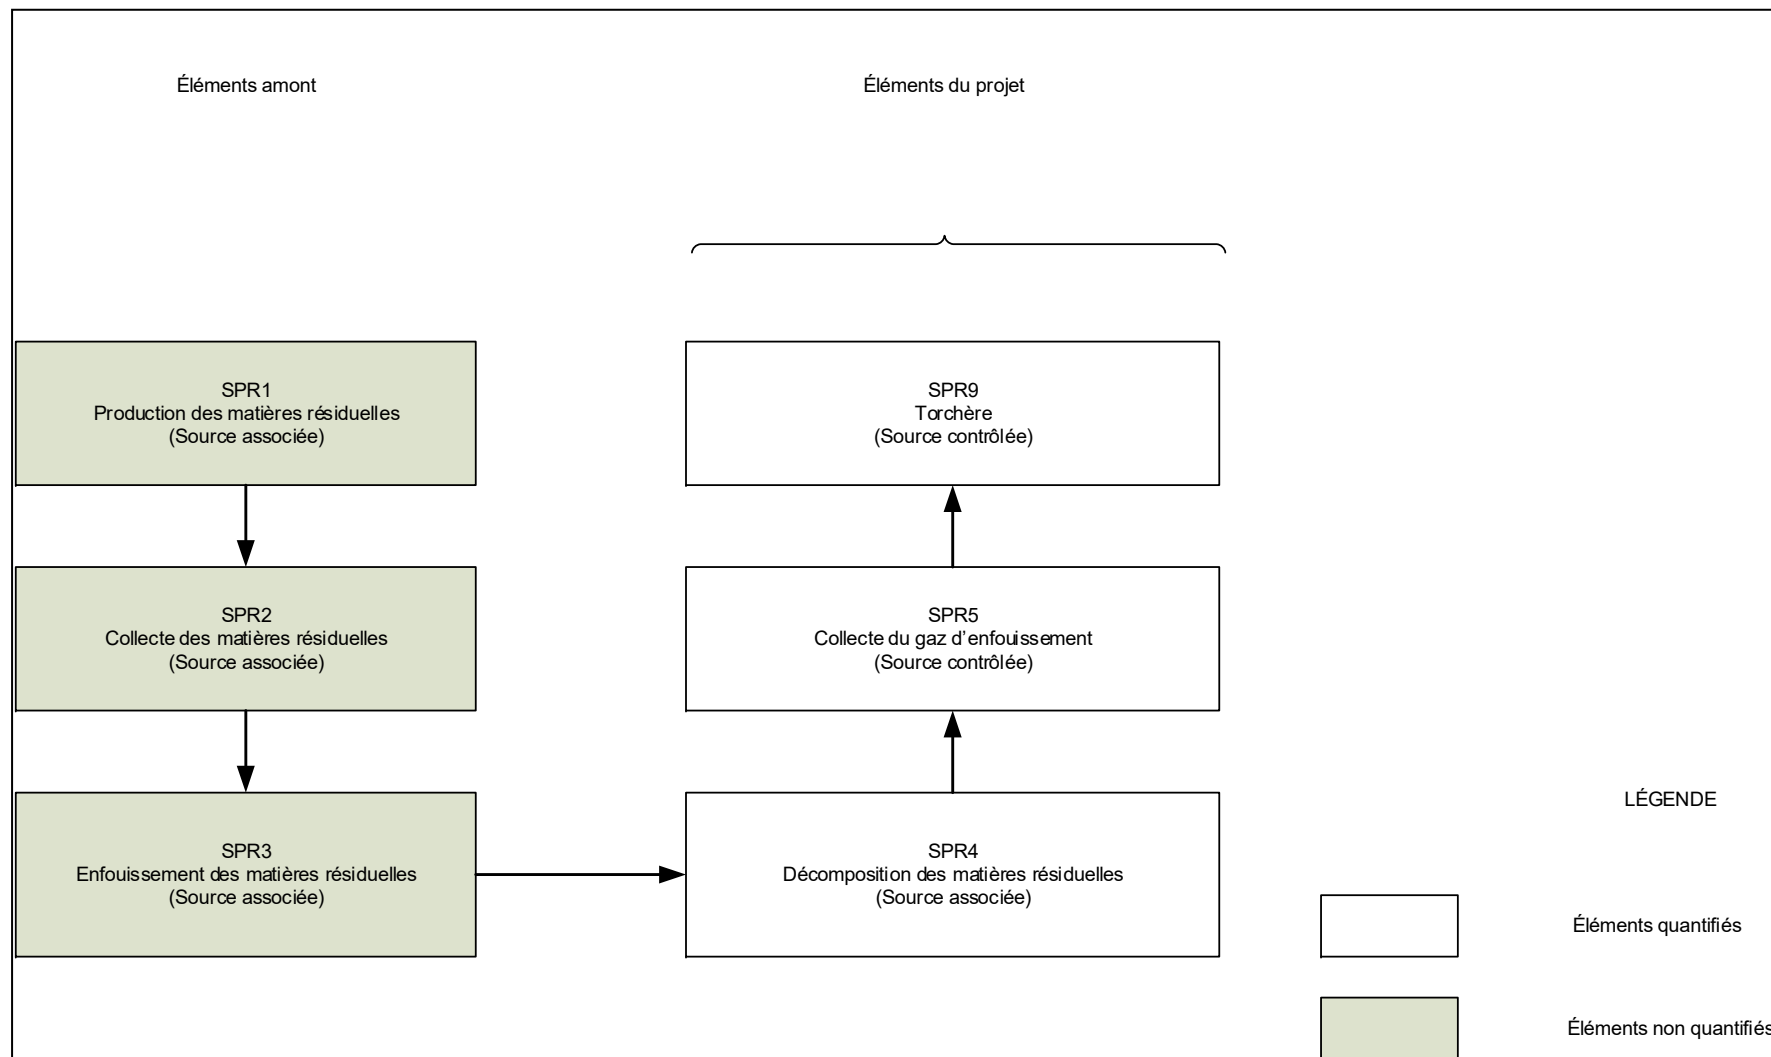 Éléments amont
Éléments du projet
SPR1
Production des matières résiduelles
(Source associée)
SPR9
Torchère
(Source contrôlée)
SPR2
Collecte des matières résiduelles
(Source associée)
SPR5
Collecte du gaz d’enfouissement
(Source contrôlée)
SPR3
Enfouissement des matières résiduelles
(Source associée)
SPR4
Décomposition des matières résiduelles
(Source associée)
LÉGENDE
Éléments quantifiés
Éléments non quantifiés